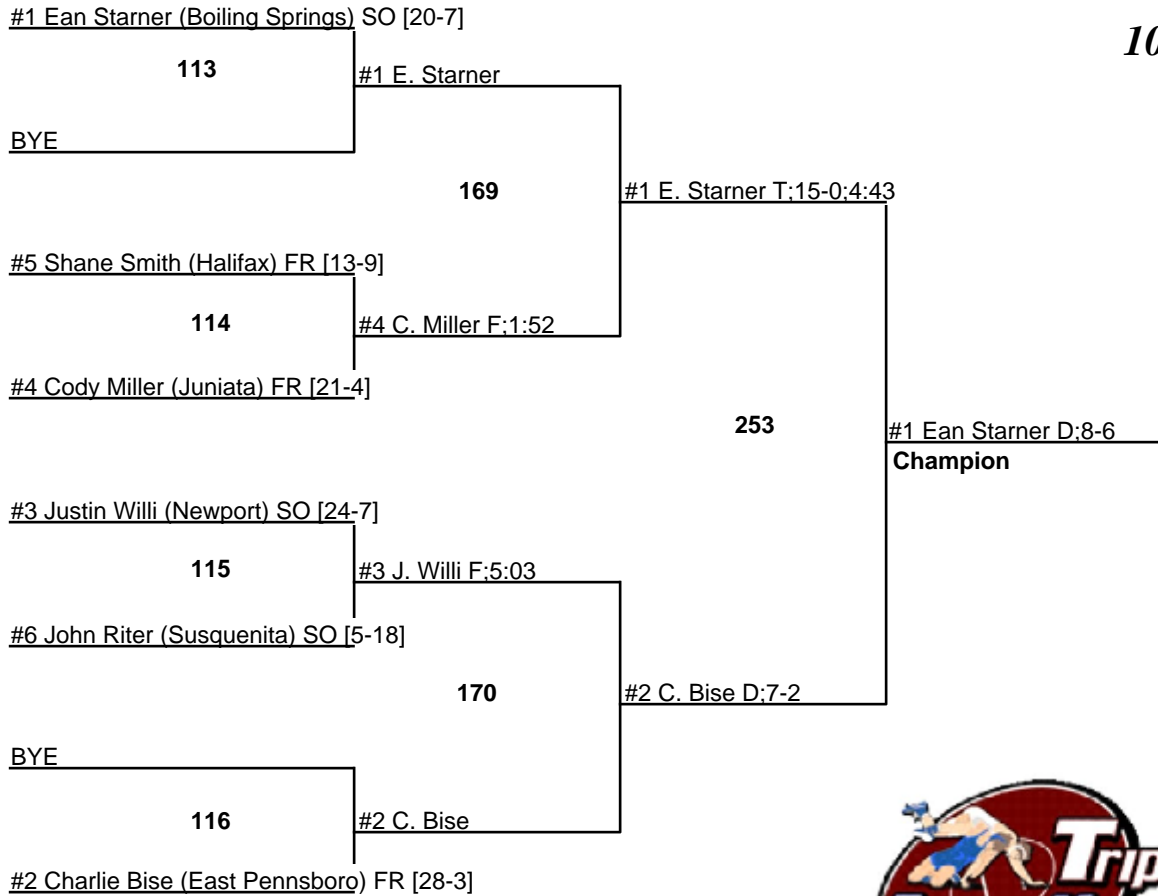 #1 Ean Starner (Boiling Springs) SO [20-7]
10
113
#1 E. Starner
BYE
169
#1 E. Starner T;15-0;4:43
#5 Shane Smith (Halifax) FR [13-9]
114
#4 C. Miller F;1:52
#4 Cody Miller (Juniata) FR [21-4]
253
#1 Ean Starner D;8-6
Champion
#3 Justin Willi (Newport) SO [24-7]
115
#3 J. Willi F;5:03
#6 John Riter (Susquenita) SO [5-18]
170
#2 C. Bise D;7-2
BYE
116
#2 C. Bise
#2 Charlie Bise (East Pennsboro) FR [28-3]
Trip